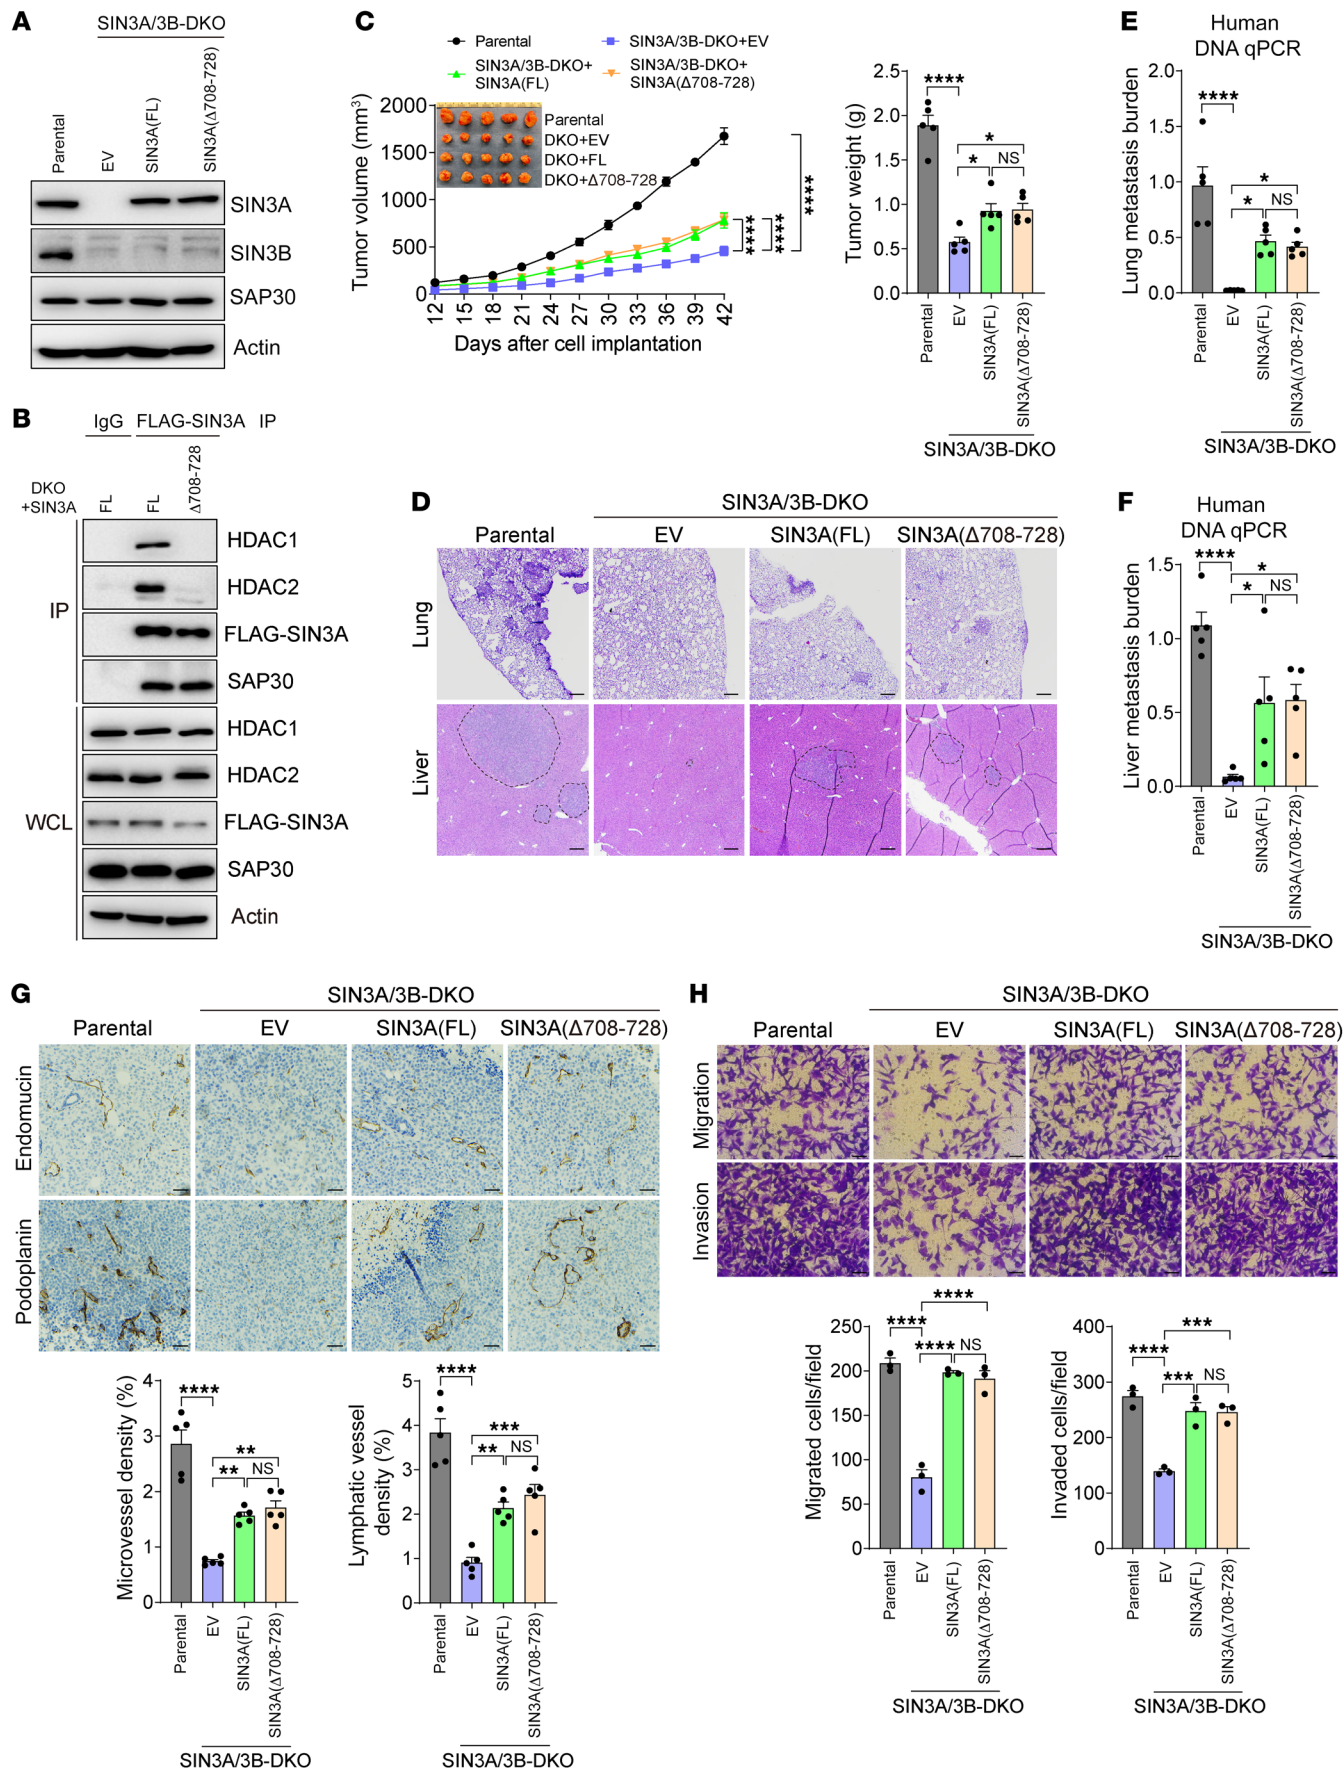 A
SIN3A/3B-DKO
Parental
EV
SIN3A(FL)
SIN3A(Δ708-728)
SIN3A
SIN3B
SAP30
Actin
B
IgG FLAG-SIN3A IP
DKO
+SIN3A
FL
FL
Δ708-728
IP
HDAC1
HDAC2
FLAG-SIN3A
SAP30
WCL
HDAC1
HDAC2
FLAG-SIN3A
SAP30
Actin
C
Parental
SIN3A/3B-DKO+EV
SIN3A/3B-DKO+
SIN3A(FL)
SIN3A/3B-DKO+
SIN3A(Δ708-728)
Tumor volume (mm³)
2000
1500
1000
500
0
Parental
DKO+EV
DKO+FL
DKO+Δ708-728
****
****
****
12 15 18 21 24 27 30 33 36 39 42
Days after cell implantation
Tumor weight (g)
2.5
2.0
1.5
1.0
0.5
0.0
****
*
*
NS
Parental
EV
SIN3A(FL)
SIN3A(Δ708-728)
SIN3A/3B-DKO
D
SIN3A/3B-DKO
Parental EV SIN3A(FL) SIN3A(Δ708-728)
Lung
Liver
E
Human
DNA qPCR
Lung metastasis burden
2.0
1.5
1.0
0.5
0.0
****
*
*
NS
Parental
EV
SIN3A(FL)
SIN3A(Δ708-728)
SIN3A/3B-DKO
F
Human
DNA qPCR
Liver metastasis burden
1.5
1.0
0.5
0.0
****
*
*
NS
Parental
EV
SIN3A(FL)
SIN3A(Δ708-728)
SIN3A/3B-DKO
G
SIN3A/3B-DKO
Parental EV SIN3A(FL) SIN3A(Δ708-728)
Endomucin
Podoplanin
Microvessel density (%)
4
3
2
1
0
****
**
**
NS
Parental
EV
SIN3A(FL)
SIN3A(Δ708-728)
SIN3A/3B-DKO
Lymphatic vessel
density (%)
5
4
3
2
1
0
****
***
**
NS
Parental
EV
SIN3A(FL)
SIN3A(Δ708-728)
SIN3A/3B-DKO
H
SIN3A/3B-DKO
Parental EV SIN3A(FL) SIN3A(Δ708-728)
Migration
Invasion
Migrated cells/field
250
200
150
100
50
0
****
****
****
NS
Parental
EV
SIN3A(FL)
SIN3A(Δ708-728)
SIN3A/3B-DKO
Invaded cells/field
400
300
200
100
0
****
***
***
NS
Parental
EV
SIN3A(FL)
SIN3A(Δ708-728)
SIN3A/3B-DKO